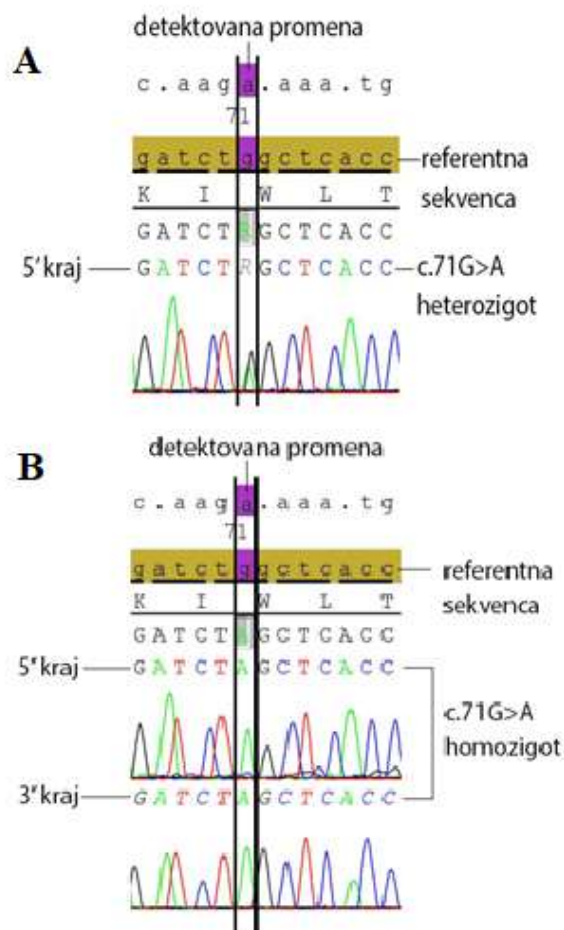 detektovana promena
A
c.aaga.aaa.tg
71
gatctggctcacc
referentna
sekvenca
K I W L T
GATCTRGCTCACC
5' kraj
GATCTRGCTCACC
c.71G>A
heterozigot
detektovana promena
B
c.aaga.aaa.tg
71
gatctggctcacc
referentna
sekvenca
K I W L T
GATCTAGCTCACC
5' kraj
GATCTAGCTCACC
c.71G>A
homozigot
3' kraj
GATCTAGCTCACC